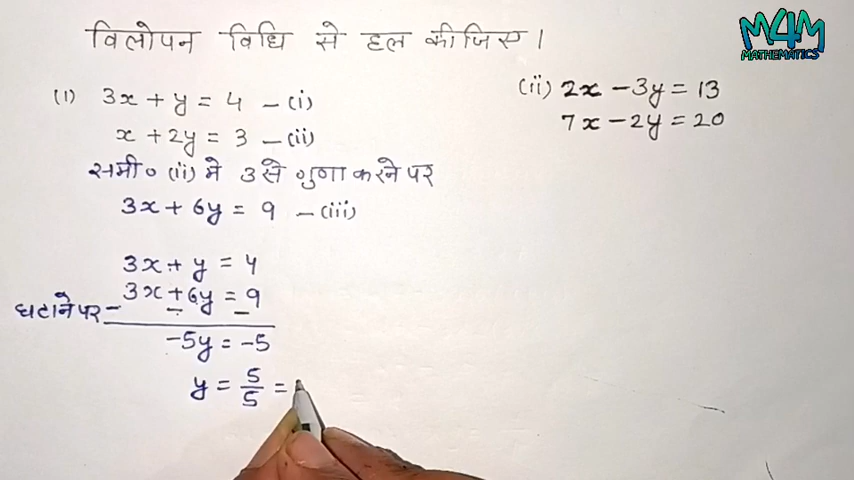 विलोपन विधि से हल कीजिए।
M4M
MATHEMATICS
(i) 3x + y = 4 – (i)
x + 2y = 3 – (ii)
समी० (ii) मे 3 से गुणा करने पर
3x + 6y = 9 – (iii)
3x + y = 4
3x + 6y = 9
घटाने पर – – –
-5y = -5
y = 5/5 =
(ii) 2x - 3y = 13
7x - 2y = 20